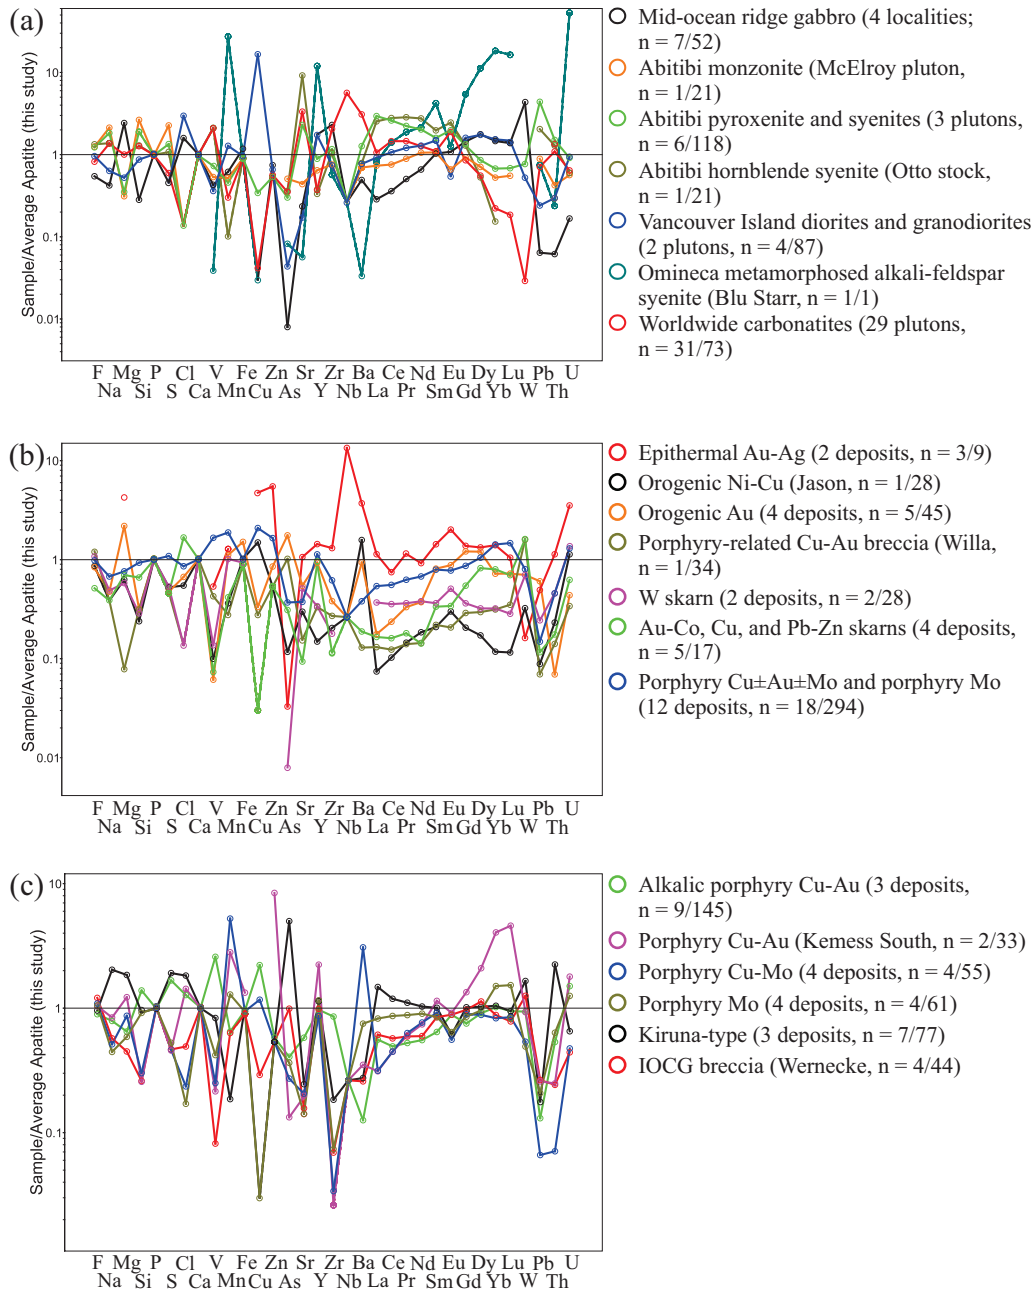 (a)
Sample/Average Apatite (this study)
10
1
0.1
0.01
F Mg P Cl V Fe Zn Sr Zr Ba Ce Nd Eu Dy Lu Pb U
Na Si S Ca Mn Cu As Y Nb La Pr Sm Gd Yb W Th
Mid-ocean ridge gabbro (4 localities;
n = 7/52)
Abitibi monzonite (McElroy pluton,
n = 1/21)
Abitibi pyroxenite and syenites (3 plutons,
n = 6/118)
Abitibi hornblende syenite (Otto stock,
n = 1/21)
Vancouver Island diorites and granodiorites
(2 plutons, n = 4/87)
Omineca metamorphosed alkali-feldspar
syenite (Blu Starr, n = 1/1)
Worldwide carbonatites (29 plutons,
n = 31/73)
(b)
Sample/Average Apatite (this study)
10
1
0.1
0.01
F Mg P Cl V Fe Zn Sr Zr Ba Ce Nd Eu Dy Lu Pb U
Na Si S Ca Mn Cu As Y Nb La Pr Sm Gd Yb W Th
Epithermal Au-Ag (2 deposits, n = 3/9)
Orogenic Ni-Cu (Jason, n = 1/28)
Orogenic Au (4 deposits, n = 5/45)
Porphyry-related Cu-Au breccia (Willa,
n = 1/34)
W skarn (2 deposits, n = 2/28)
Au-Co, Cu, and Pb-Zn skarns (4 deposits,
n = 5/17)
Porphyry Cu±Au±Mo and porphyry Mo
(12 deposits, n = 18/294)
(c)
Sample/Average Apatite (this study)
10
1
0.1
F Mg P Cl V Fe Zn Sr Zr Ba Ce Nd Eu Dy Lu Pb U
Na Si S Ca Mn Cu As Y Nb La Pr Sm Gd Yb W Th
Alkalic porphyry Cu-Au (3 deposits,
n = 9/145)
Porphyry Cu-Au (Kemess South, n = 2/33)
Porphyry Cu-Mo (4 deposits, n = 4/55)
Porphyry Mo (4 deposits, n = 4/61)
Kiruna-type (3 deposits, n = 7/77)
IOCG breccia (Wernecke, n = 4/44)